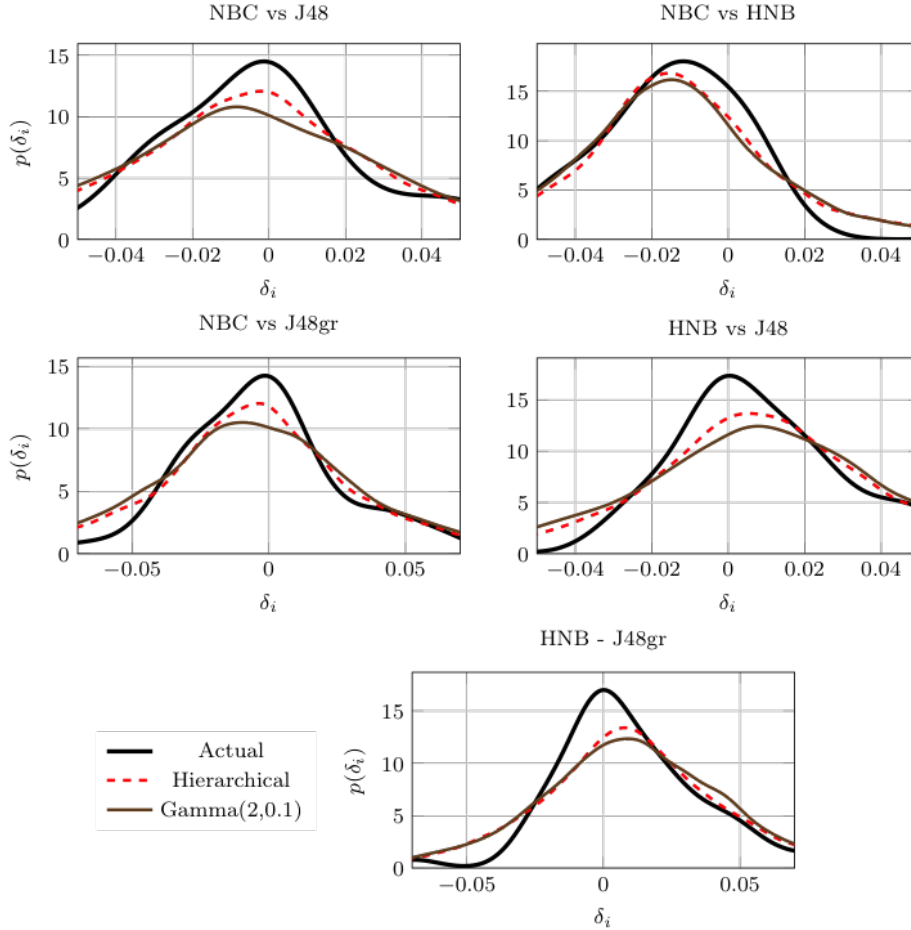 NBC vs J48
15
10
5
0
p(δᵢ)
−0.04 −0.02 0 0.02 0.04
δᵢ
NBC vs HNB
15
10
5
0
−0.04 −0.02 0 0.02 0.04
δᵢ
NBC vs J48gr
15
10
5
0
p(δᵢ)
−0.05 0 0.05
δᵢ
HNB vs J48
15
10
5
0
−0.04 −0.02 0 0.02 0.04
δᵢ
HNB - J48gr
15
10
5
0
p(δᵢ)
−0.05 0 0.05
δᵢ
Actual
Hierarchical
Gamma(2,0.1)